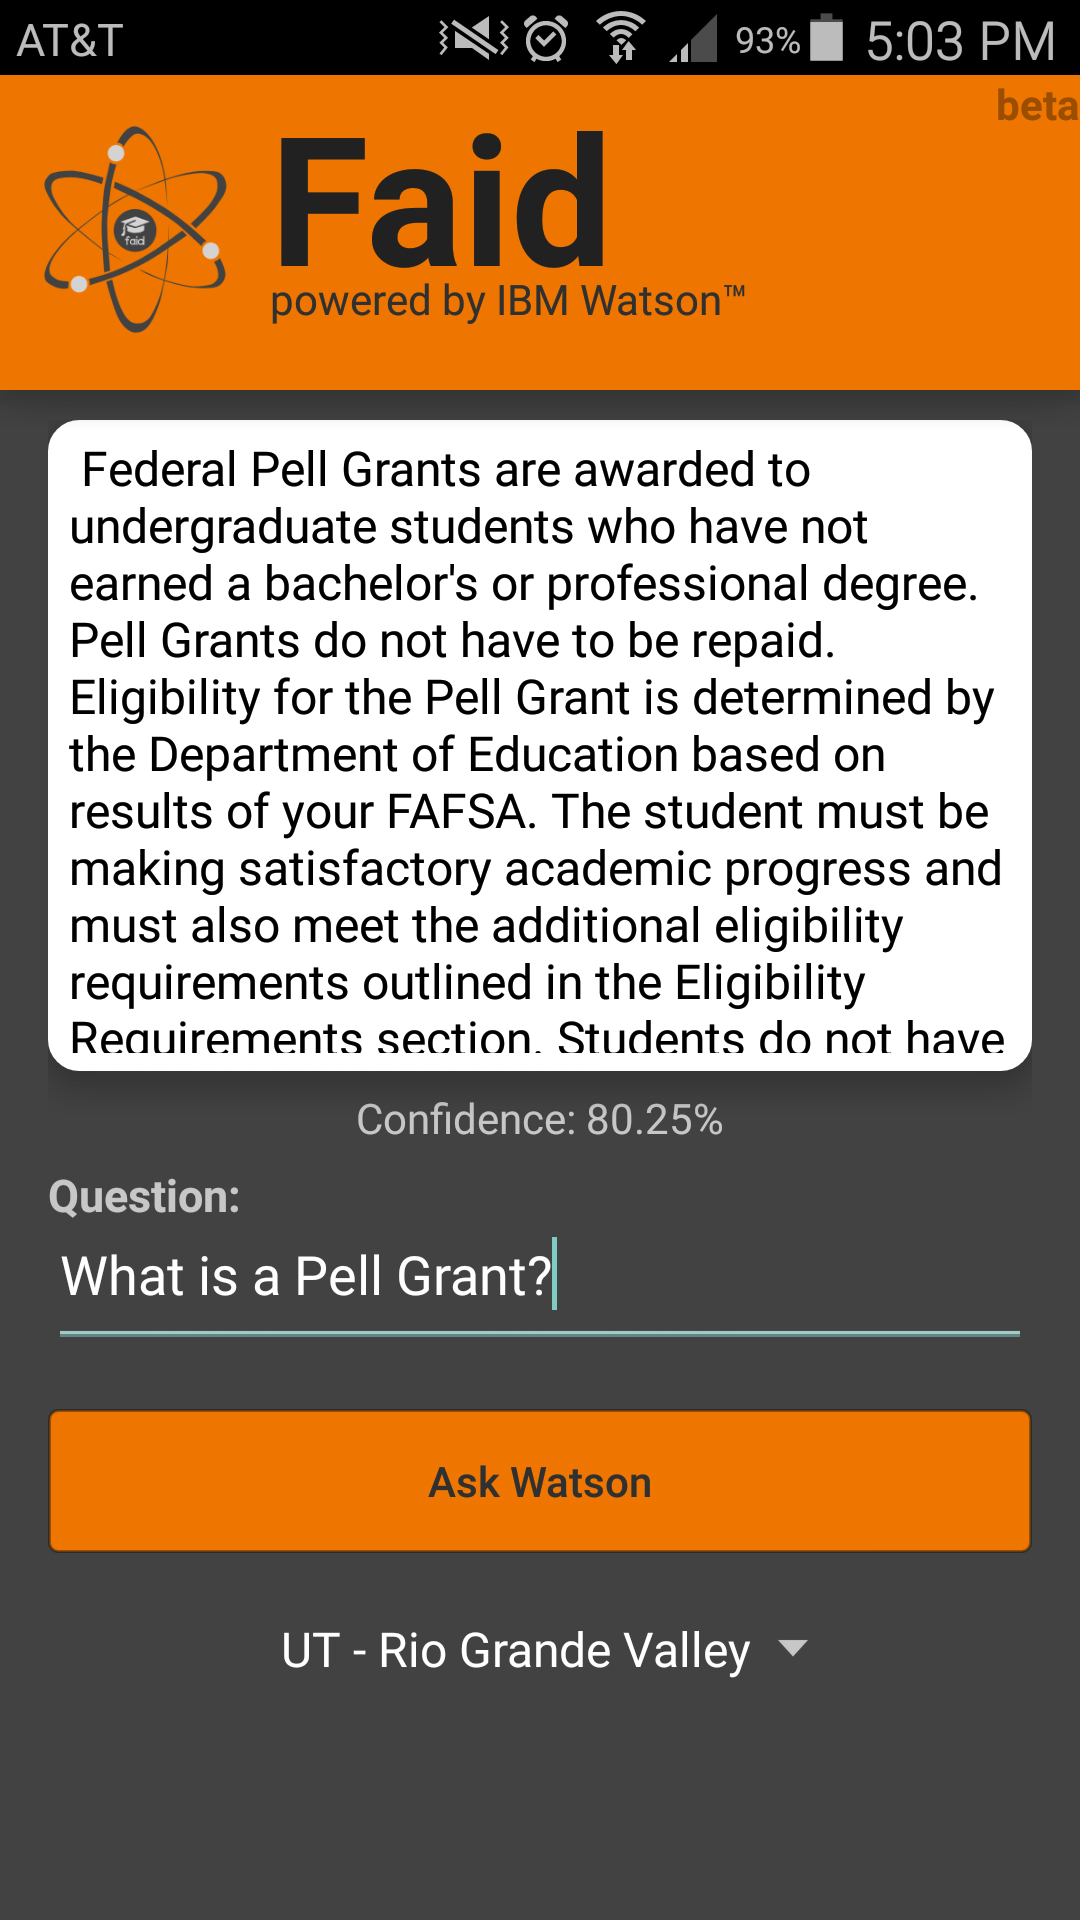 AT&T 93% 5:03 PM
beta
faid
Faid
powered by IBM Watson™
Federal Pell Grants are awarded to
undergraduate students who have not
earned a bachelor's or professional degree.
Pell Grants do not have to be repaid.
Eligibility for the Pell Grant is determined by
the Department of Education based on
results of your FAFSA. The student must be
making satisfactory academic progress and
must also meet the additional eligibility
requirements outlined in the Eligibility
Requirements section. Students do not have
Confidence: 80.25%
Question:
What is a Pell Grant?
Ask Watson
UT - Rio Grande Valley